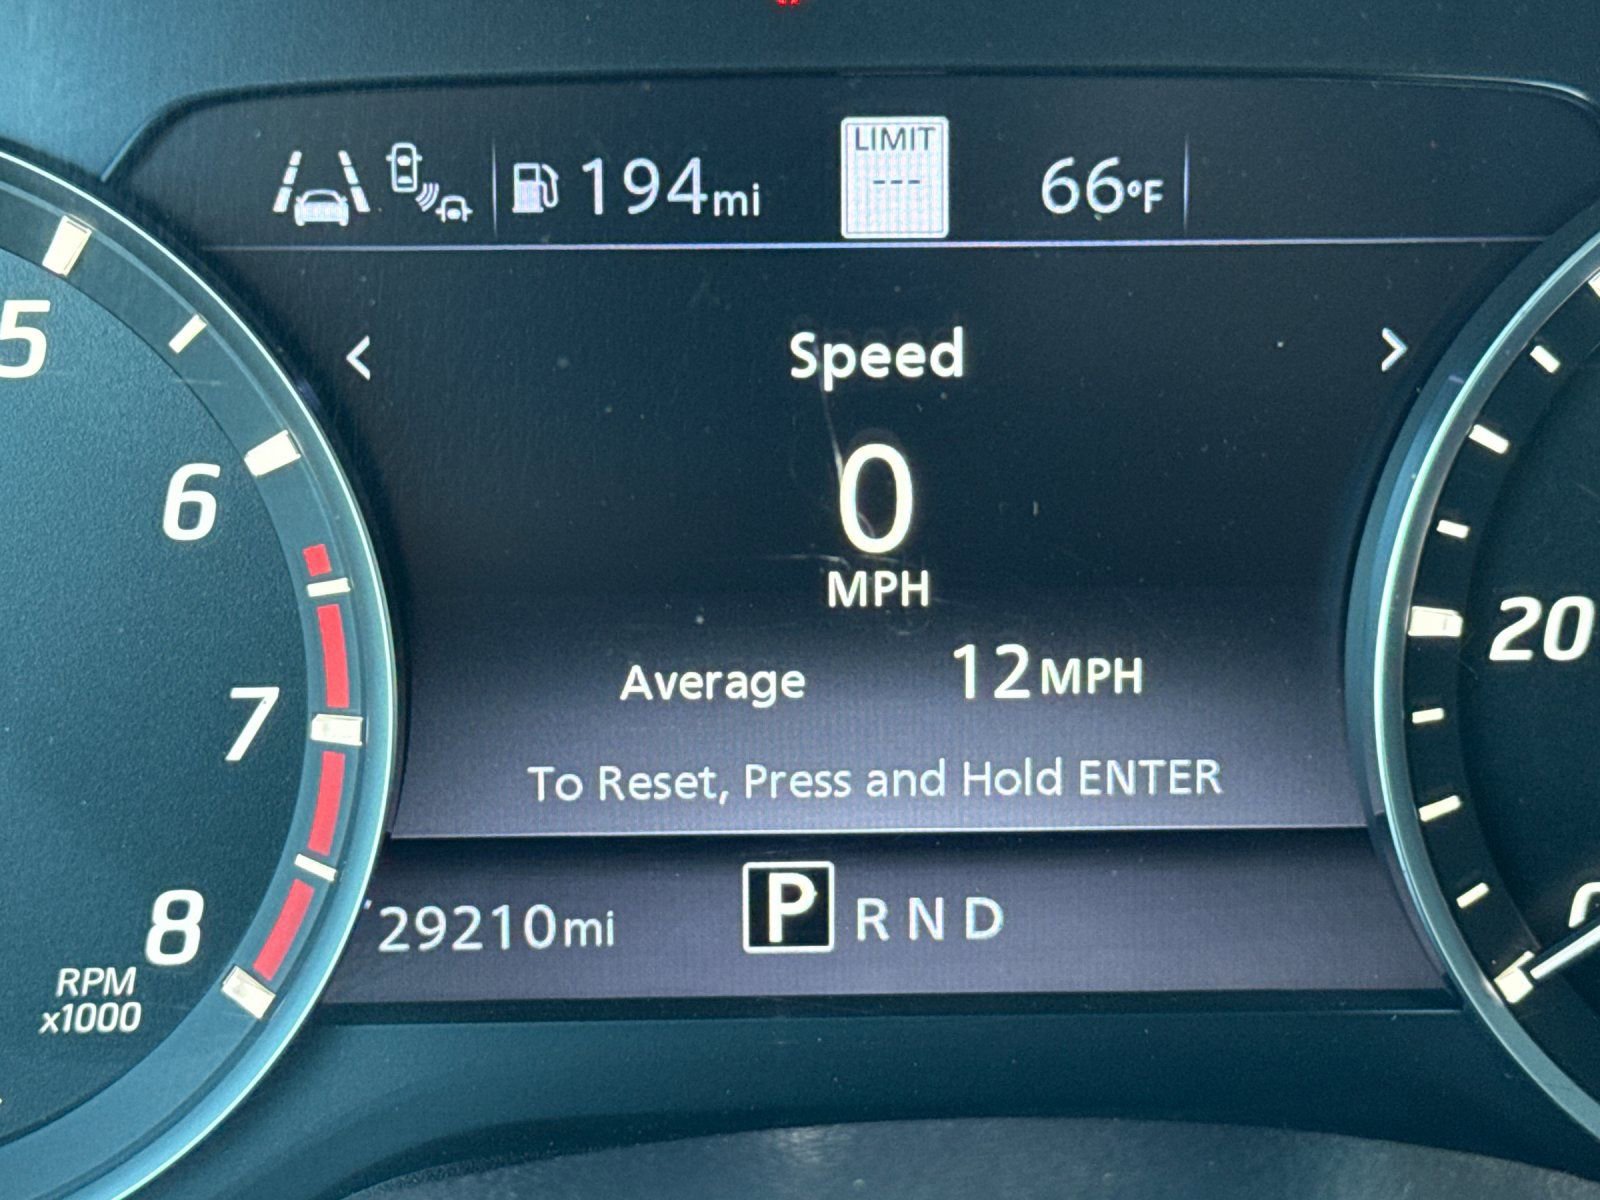 194mi
LIMIT
---
66°F
<
Speed
>
0
MPH
Average 12MPH
To Reset, Press and Hold ENTER
29210mi
P R N D
5
6
7
8
RPM
x1000
20
0